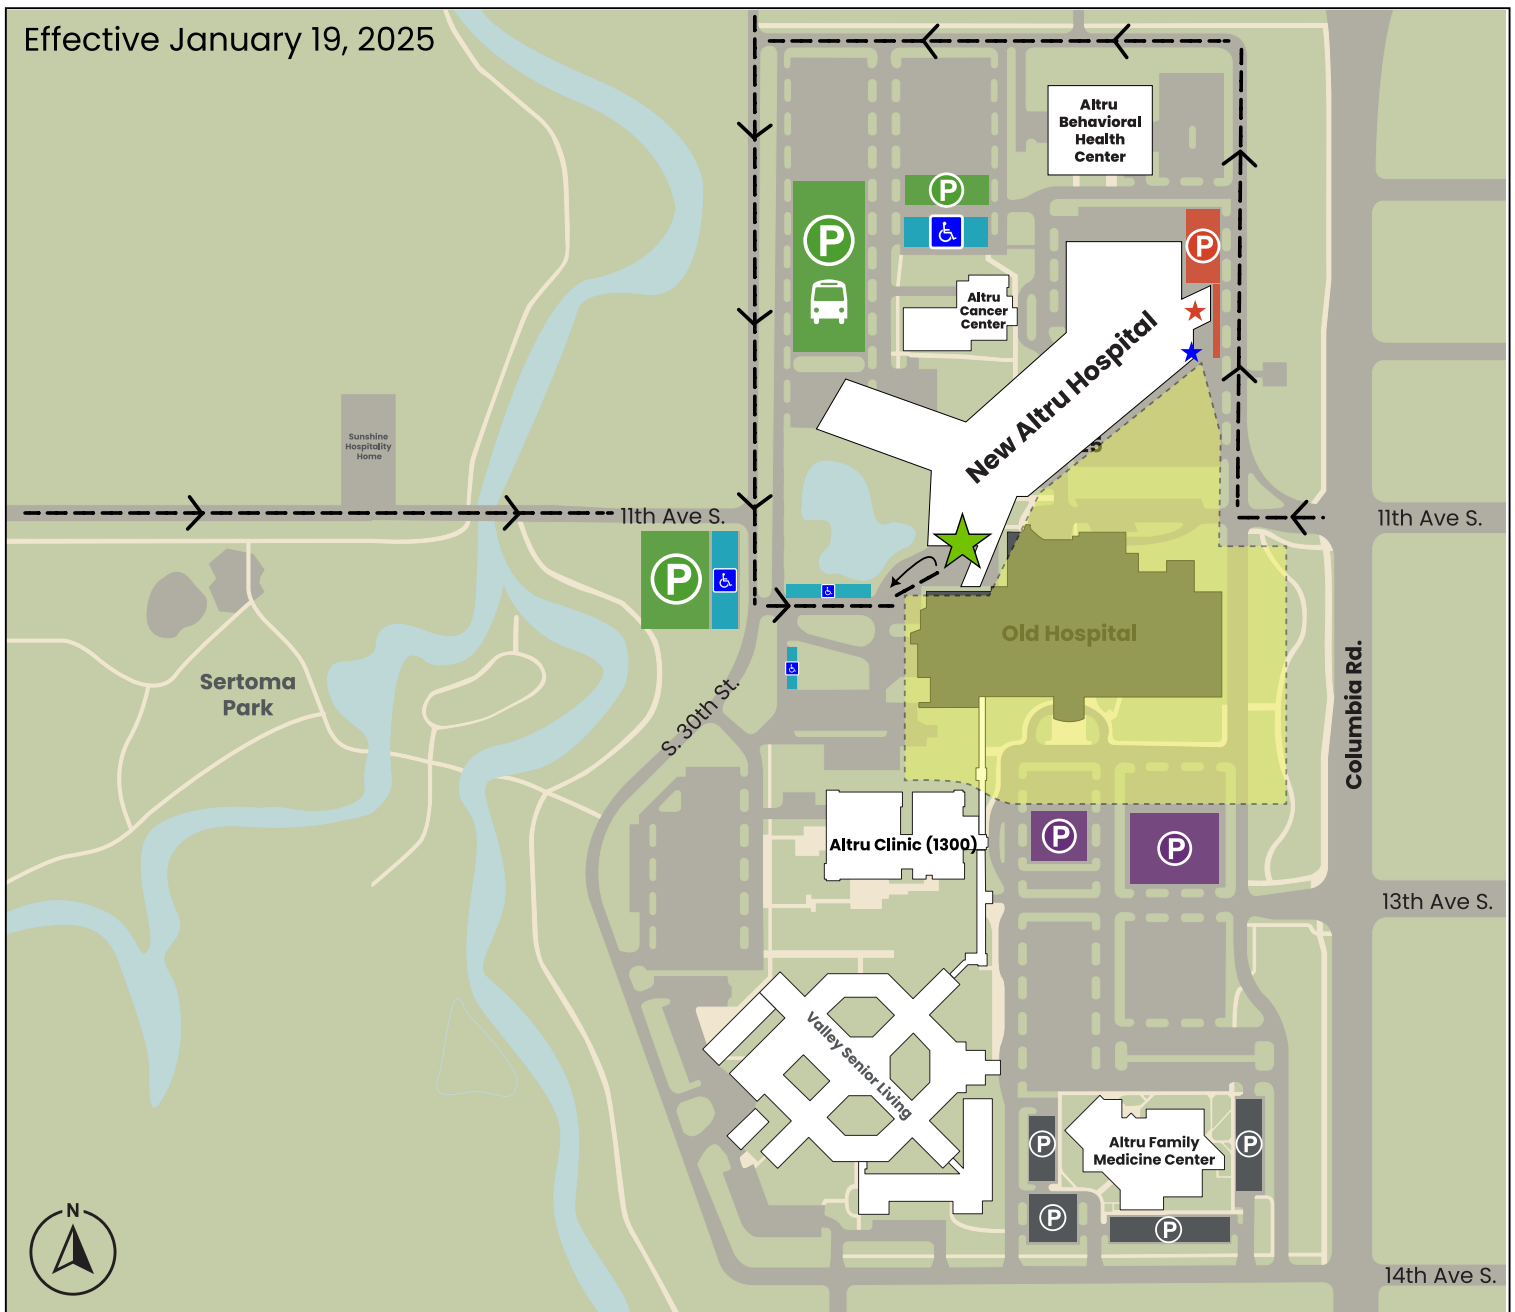 Effective January 19, 2025
Altru
Behavioral
Health
Center
P
P
P
Altru
Cancer
Center
New Altru Hospital
Sunshine
Hospitality
Home
11th Ave S.
11th Ave S.
P
Old Hospital
Sertoma
Park
S. 30th St.
Columbia Rd.
P
P
Altru Clinic (1300)
13th Ave S.
Valley Senior Living
P
Altru Family
Medicine Center
P
P
P
N
14th Ave S.